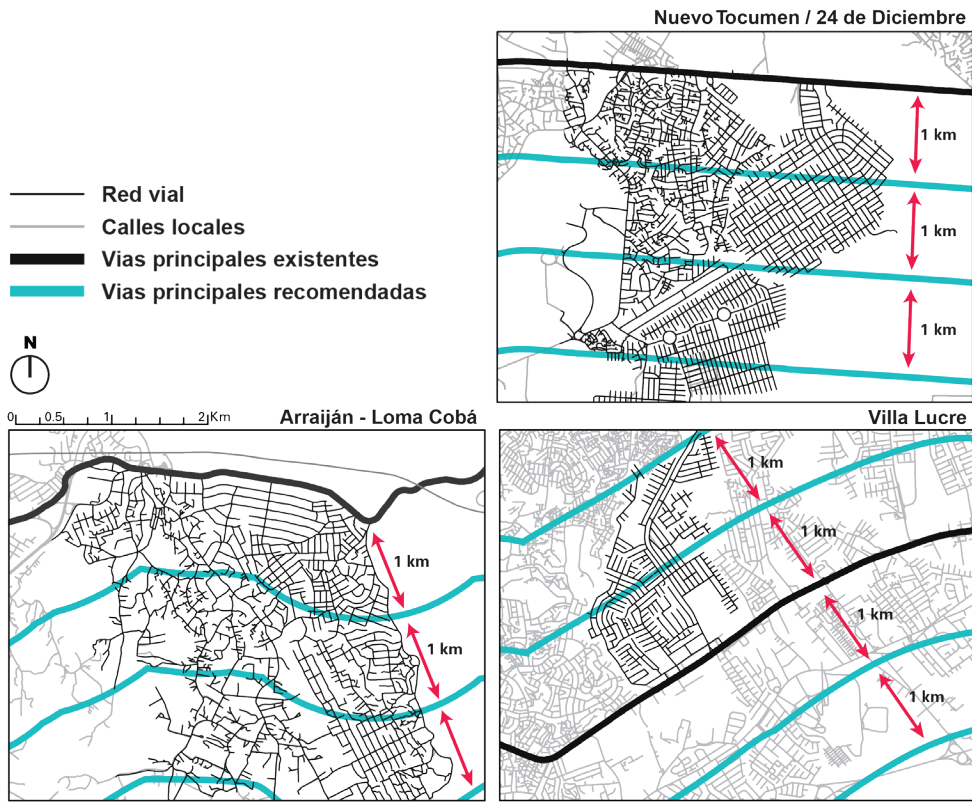 Nuevo Tocumen / 24 de Diciembre
1 km
1 km
1 km
Red vial
Calles locales
Vias principales existentes
Vias principales recomendadas
N
0 0.5 1 2 Km
Arraiján - Loma Cobá
1 km
1 km
Villa Lucre
1 km
1 km
1 km
1 km